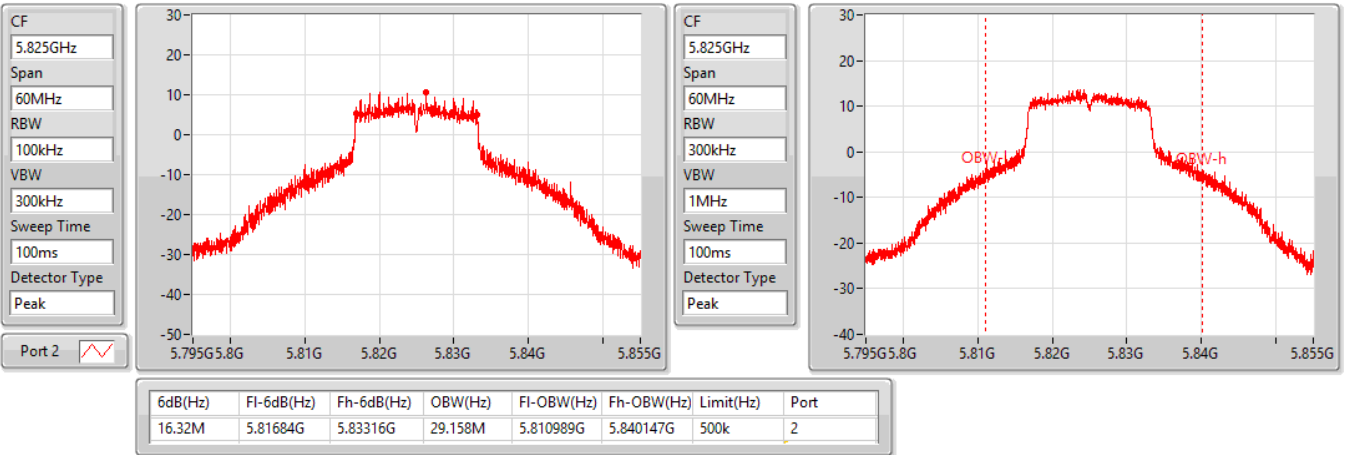 CF
5.825GHz
Span
60MHz
RBW
100kHz
VBW
300kHz
Sweep Time
100ms
Detector Type
Peak
Port 2
30
20
10
0
-10
-20
-30
-40
-50
5.795G 5.8G 5.81G 5.82G 5.83G 5.84G 5.855G
CF
5.825GHz
Span
60MHz
RBW
300kHz
VBW
1MHz
Sweep Time
100ms
Detector Type
Peak
30
20
10
0
-10
-20
-30
-40
OBW-l OBW-h
5.795G 5.8G 5.81G 5.82G 5.83G 5.84G 5.855G
6dB(Hz) Fl-6dB(Hz) Fh-6dB(Hz) OBW(Hz) Fl-OBW(Hz) Fh-OBW(Hz) Limit(Hz) Port
16.32M 5.81684G 5.83316G 29.158M 5.810989G 5.840147G 500k 2